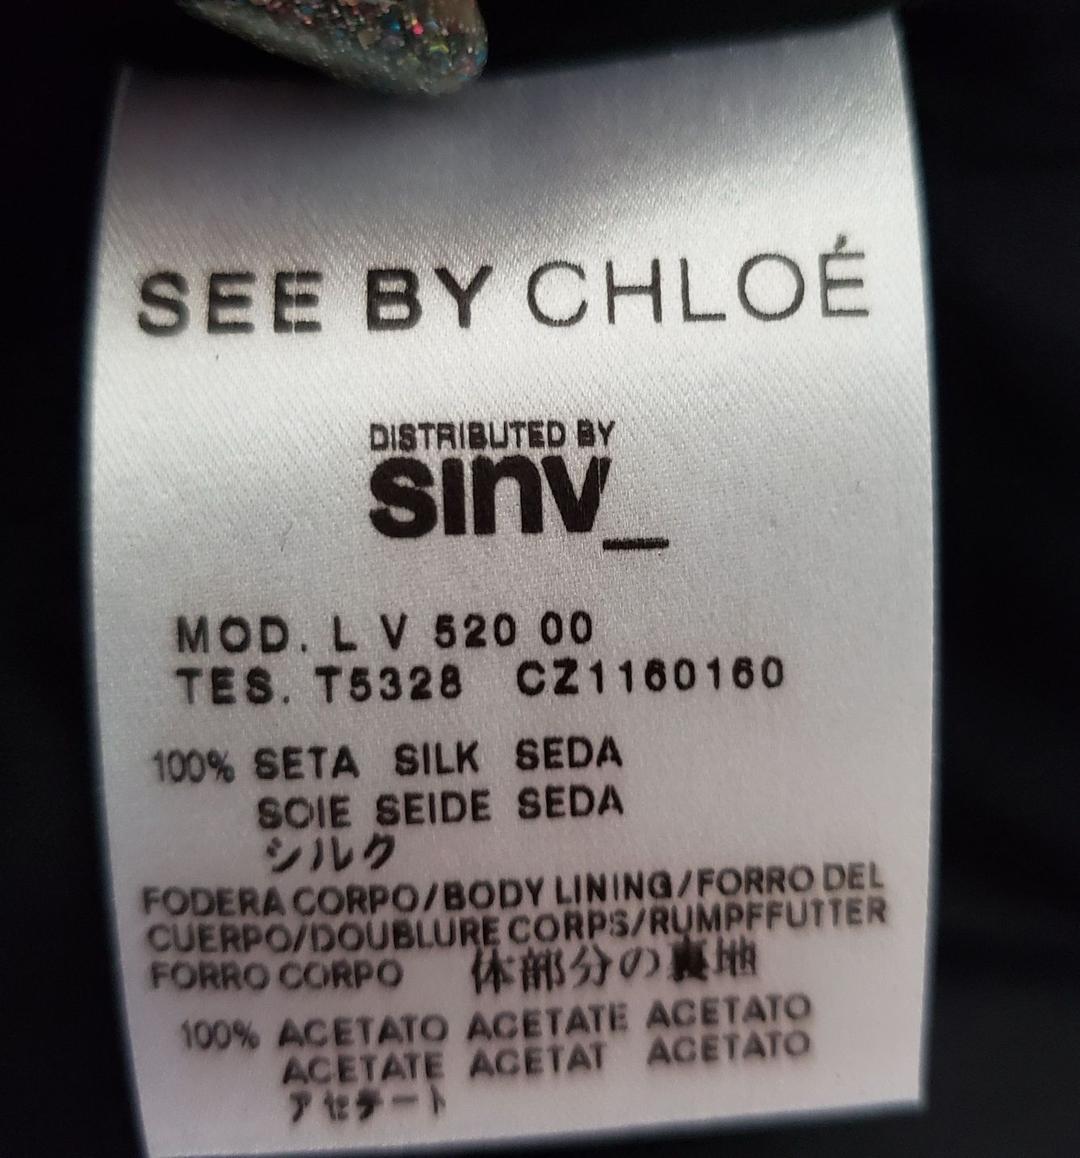 SEE BY CHLOÉ
DISTRIBUTED BY
sinv_
MOD. L V 520 00
TES. T5328 CZ1160160
100% SETA SILK SEDA
SOIE SEIDE SEDA
シルク
FODERA CORPO/BODY LINING/FORRO DEL
CUERPO/DOUBLURE CORPS/RUMPFFUTTER
FORRO CORPO 体部分の裏地
100% ACETATO ACETATE ACETATO
ACETATE ACETAT ACETATO
アセテート